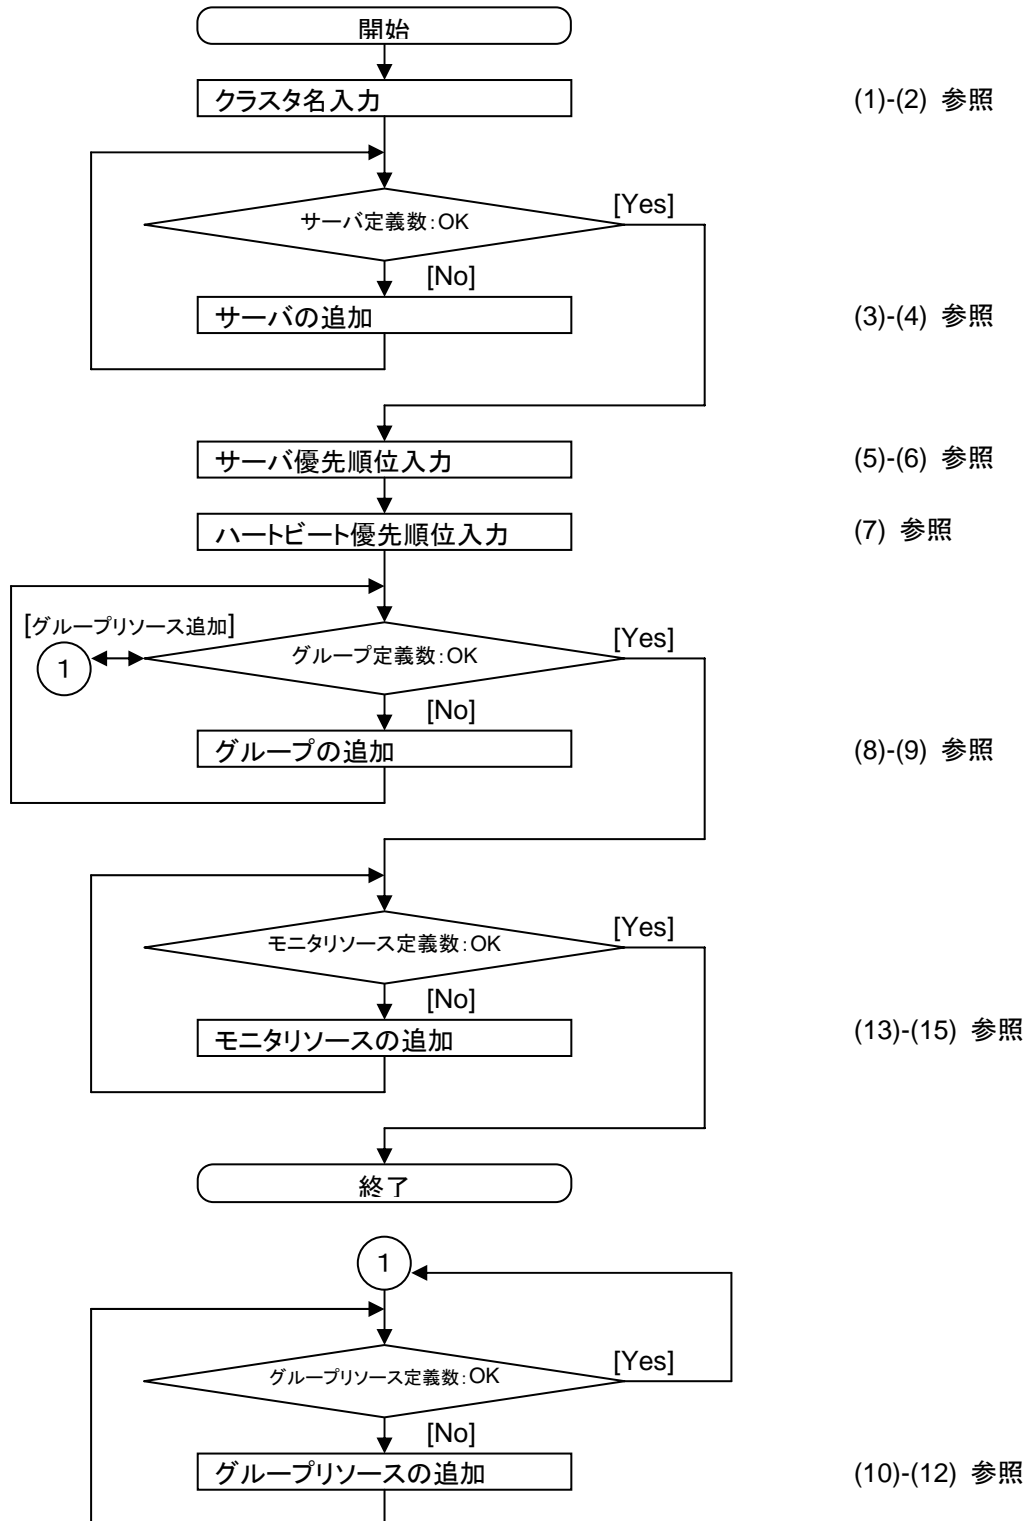 開始
クラスタ名入力
(1)-(2) 参照
サーバ定義数:OK
[Yes]
[No]
サーバの追加
(3)-(4) 参照
サーバ優先順位入力
(5)-(6) 参照
ハートビート優先順位入力
(7) 参照
[グループリソース追加]
1
グループ定義数:OK
[Yes]
[No]
グループの追加
(8)-(9) 参照
モニタリソース定義数:OK
[Yes]
[No]
モニタリソースの追加
(13)-(15) 参照
終了
1
グループリソース定義数:OK
[Yes]
[No]
グループリソースの追加
(10)-(12) 参照